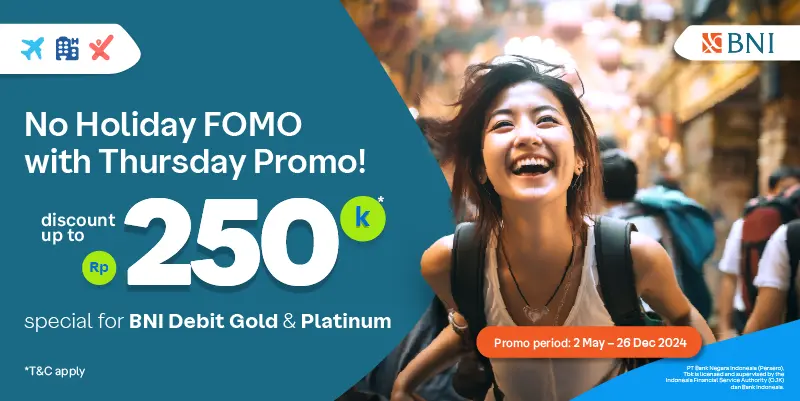 BNI
No Holiday FOMO
with Thursday Promo!
discount
up to
Rp 250 k*
special for BNI Debit Gold & Platinum
Promo period: 2 May – 26 Dec 2024
*T&C apply
PT Bank Negara Indonesia (Persero),
Tbk is licensed and supervised by the
Indonesia Financial Service Authority (OJK)
dan Bank Indonesia.